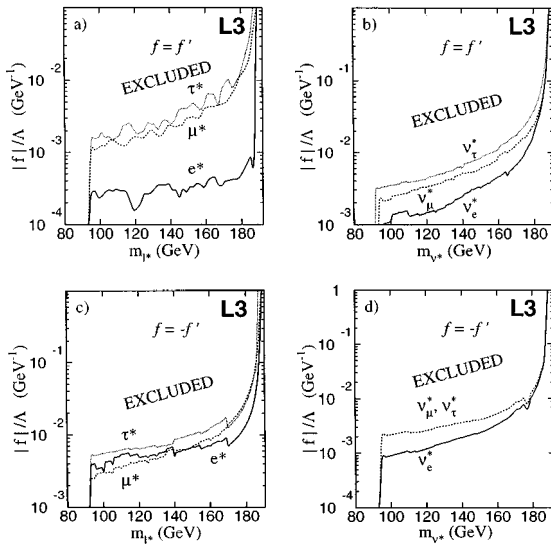 a)
L3
f = f′
EXCLUDED
τ*
μ*
e*
10⁻²
10⁻³
10⁻⁴
|f|/Λ (GeV⁻¹)
80 100 120 140 160 180
m_l* (GeV)
b)
L3
f = f′
EXCLUDED
ν*_τ
ν*_μ
ν*_e
10⁻¹
10⁻²
10⁻³
|f|/Λ (GeV⁻¹)
80 100 120 140 160 180
m_ν* (GeV)
c)
L3
f = -f′
EXCLUDED
τ*
μ*
e*
10⁻¹
10⁻²
10⁻³
|f|/Λ (GeV⁻¹)
80 100 120 140 160 180
m_l* (GeV)
d)
L3
f = -f′
EXCLUDED
ν*_μ, ν*_τ
ν*_e
1
10⁻¹
10⁻²
10⁻³
10⁻⁴
|f|/Λ (GeV⁻¹)
80 100 120 140 160 180
m_ν* (GeV)